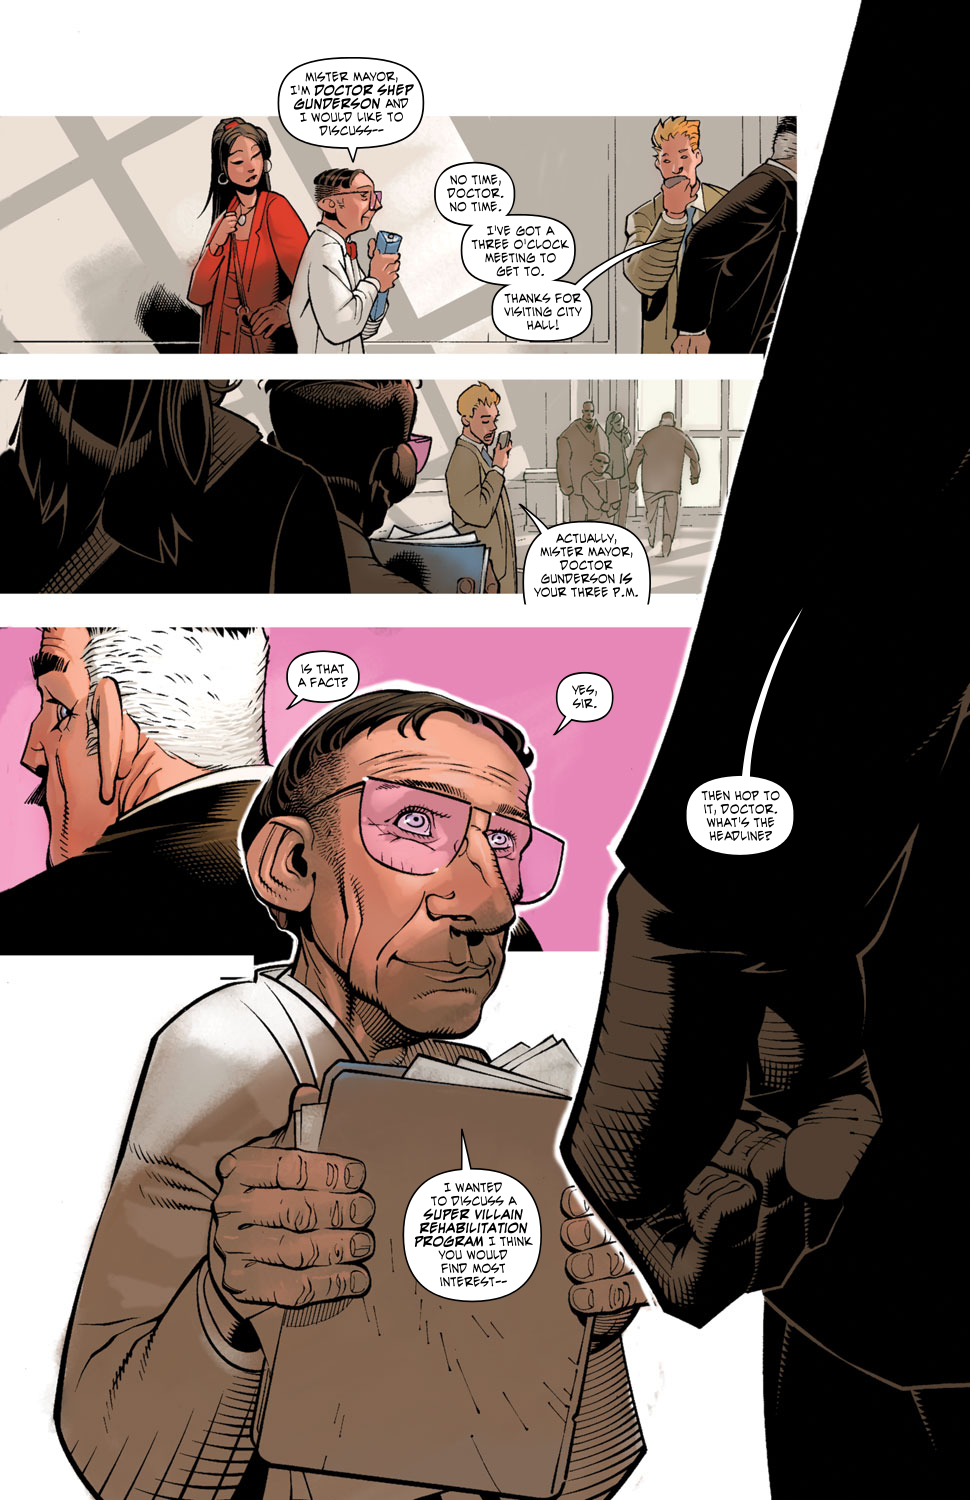 MISTER MAYOR,
I'M DOCTOR SHEP
GUNDERSON AND
I WOULD LIKE TO
DISCUSS--
NO TIME,
DOCTOR.
NO TIME.
I'VE GOT A
THREE O'CLOCK
MEETING TO
GET TO.
THANKS FOR
VISITING CITY
HALL!
ACTUALLY,
MISTER MAYOR,
DOCTOR
GUNDERSON IS
YOUR THREE P.M.
IS THAT
A FACT?
YES,
SIR.
THEN HOP TO
IT, DOCTOR.
WHAT'S THE
HEADLINE?
I WANTED
TO DISCUSS A
SUPER VILLAIN
REHABILITATION
PROGRAM I THINK
YOU WOULD
FIND MOST
INTEREST--